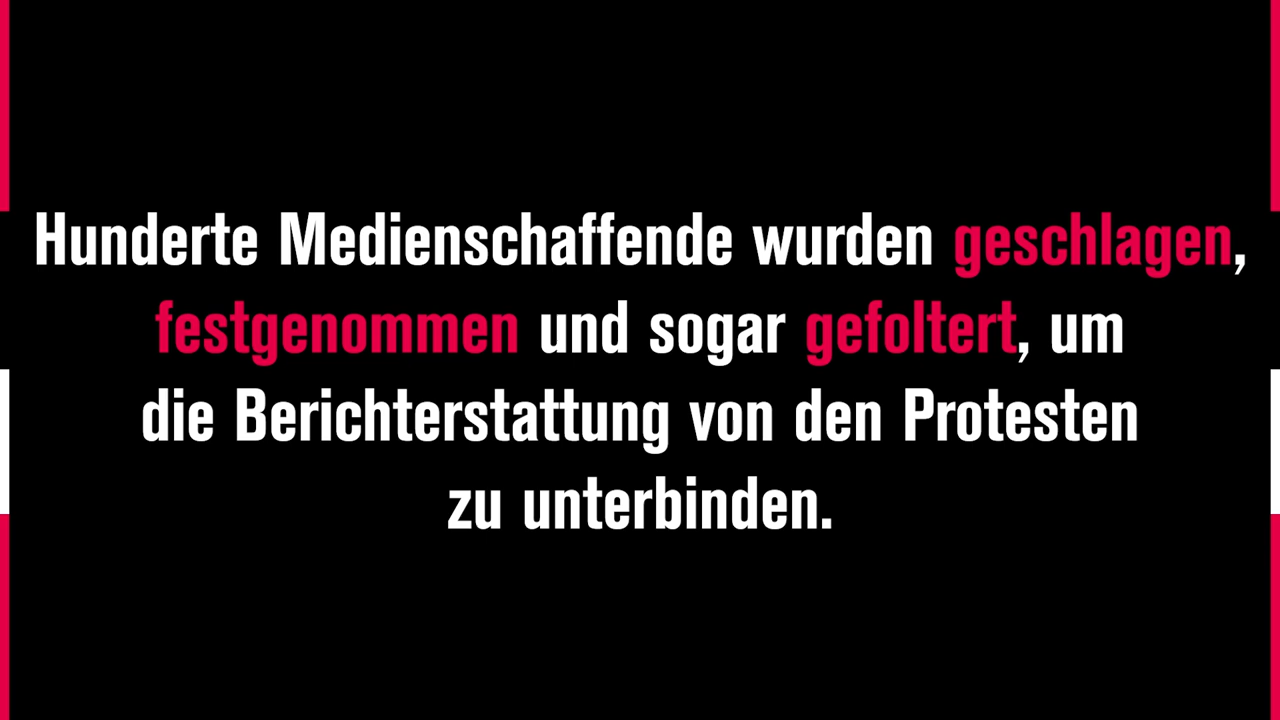 Hunderte Medienschaffende wurden geschlagen,
festgenommen und sogar gefoltert, um
die Berichterstattung von den Protesten
zu unterbinden.